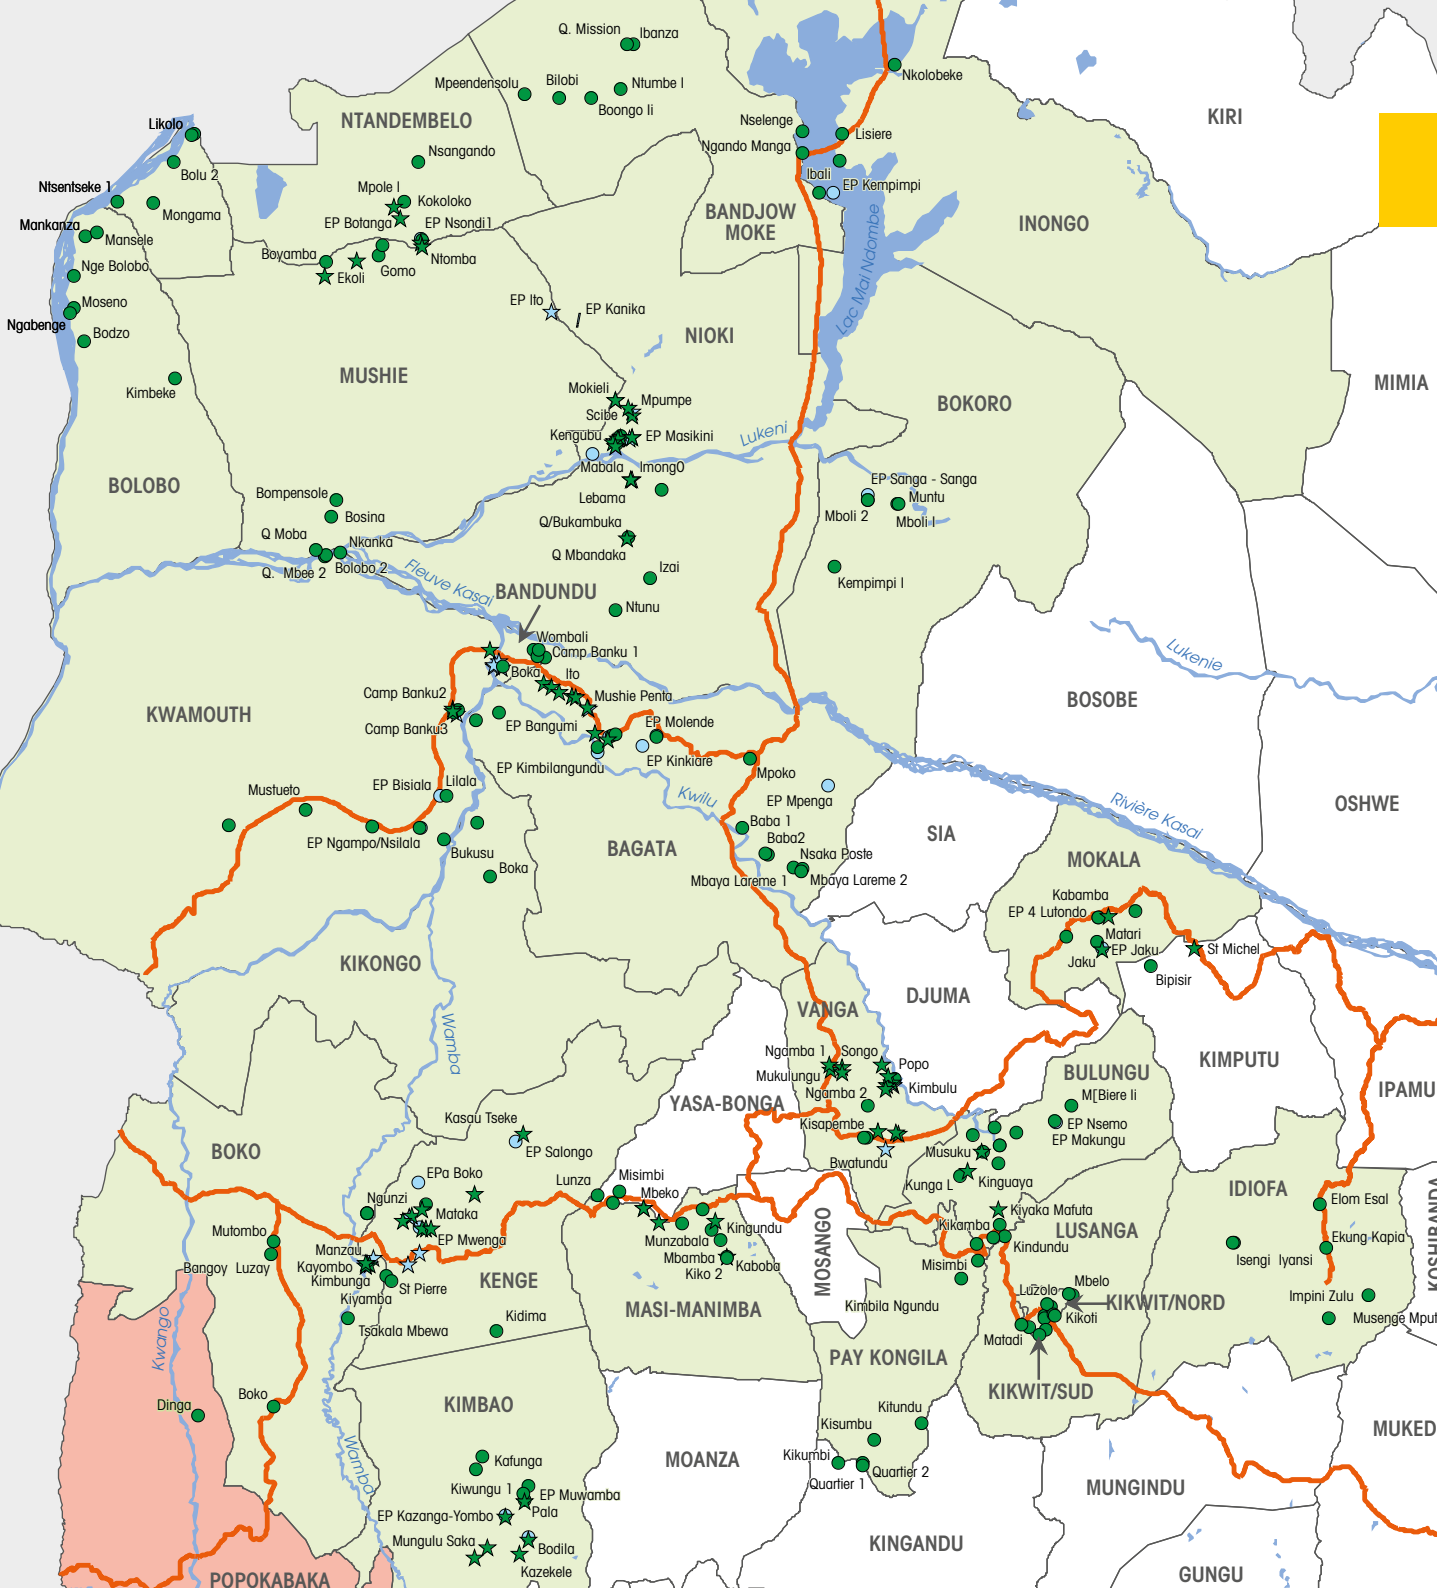 Q. Mission
Ibanza
Mpeendensolu
Bilobi
Ntumbe I
Boongo Ii
Nkolobeke
KIRI
Likolo
NTANDEMBELO
Nselenge
Lisiere
Ngando Manga
Nsangando
Bolu 2
Ibali
EP Kempimpi
Ntsentseke 1
Mpole I
Kokoloko
Mongama
EP Botanga
EP Nsondi1
BANDJOW
MOKE
INONGO
Mankanza
Mansele
Boyamba
Ntomba
Gomo
Ekoli
Nge Bolobo
Lac Mai Ndombe
Moseno
EP Ito
EP Kanika
Ngabenge
Bodzo
NIOKI
MUSHIE
Kimbeke
MIMIA
Mokieli
Mpumpe
BOKORO
Scibe
Kengubu
EP Masikini
Lukeni
Mabala
Imong0
BOLOBO
EP Sanga - Sanga
Bompensole
Lebama
Muntu
Mboli 2
Mboli I
Bosina
Q/Bukambuka
Q Moba
Nkanka
Q Mbandaka
Q. Mbee 2
Bolobo 2
Fleuve Kasai
Izai
Kempimpi I
BANDUNDU
Ntunu
Wombali
Camp Banku 1
Lukenie
Boka
Ito
Camp Banku2
Mushie Penta
BOSOBE
KWAMOUTH
EP Bangumi
EP Molende
Camp Banku3
EP Kimbilangundu
EP Kinkiare
Mpoko
EP Bisiala
Lilala
Mustueto
Kwilu
EP Mpenga
Rivière Kasai
OSHWE
Baba 1
SIA
EP Ngampo/Nsilala
Baba2
BAGATA
Bukusu
Nsaka Poste
MOKALA
Boka
Mbaya Lareme 1
Mbaya Lareme 2
Kabamba
EP 4 Lutondo
Matari
EP Jaku
St Michel
Jaku
KIKONGO
Bipisir
DJUMA
VANGA
Wamba
Ngamba 1
Songo
Popo
KIMPUTU
Mukulungu
BULUNGU
Kimbulu
IPAMU
Ngamba 2
M[Biere Ii
YASA-BONGA
Kasau Tseke
Kisapembe
EP Nsemo
EP Makungu
BOKO
EP Salongo
Musuku
Bwatundu
EPa Boko
Misimbi
Lunza
Kunga L
Kinguaya
IDIOFA
Mbeko
Ngunzi
Elom Esal
KOSHIBANDA
Mataka
Kiyaka Mafuta
Kingundu
Kikamba
LUSANGA
Mutombo
EP Mwenga
Munzabala
Kindundu
Ekung Kapia
Manzau
MOSANGO
Mbamba
Kaboba
Bangoy
Luzay
Kayombo
Misimbi
Isengi
Iyansi
Kiko 2
Kimbunga
St Pierre
KENGE
Mbelo
Luzolo
Impini Zulu
Kiyamba
MASI-MANIMBA
Kimbila Ngundu
KIKWIT/NORD
Kidima
Kikoti
Musenge Mput
Tsakala Mbewa
Matadi
Kwango
PAY KONGILA
KIKWIT/SUD
Boko
Dinga
KIMBAO
Kitundu
Kisumbu
MUKED
Wamba
Kafunga
MOANZA
Kikumbi
Quartier 2
Quartier 1
Kiwungu 1
EP Muwamba
MUNGINDU
EP Kazanga-Yombo
Pala
Mungulu Saka
Bodila
KINGANDU
Kazekele
POPOKABAKA
GUNGU